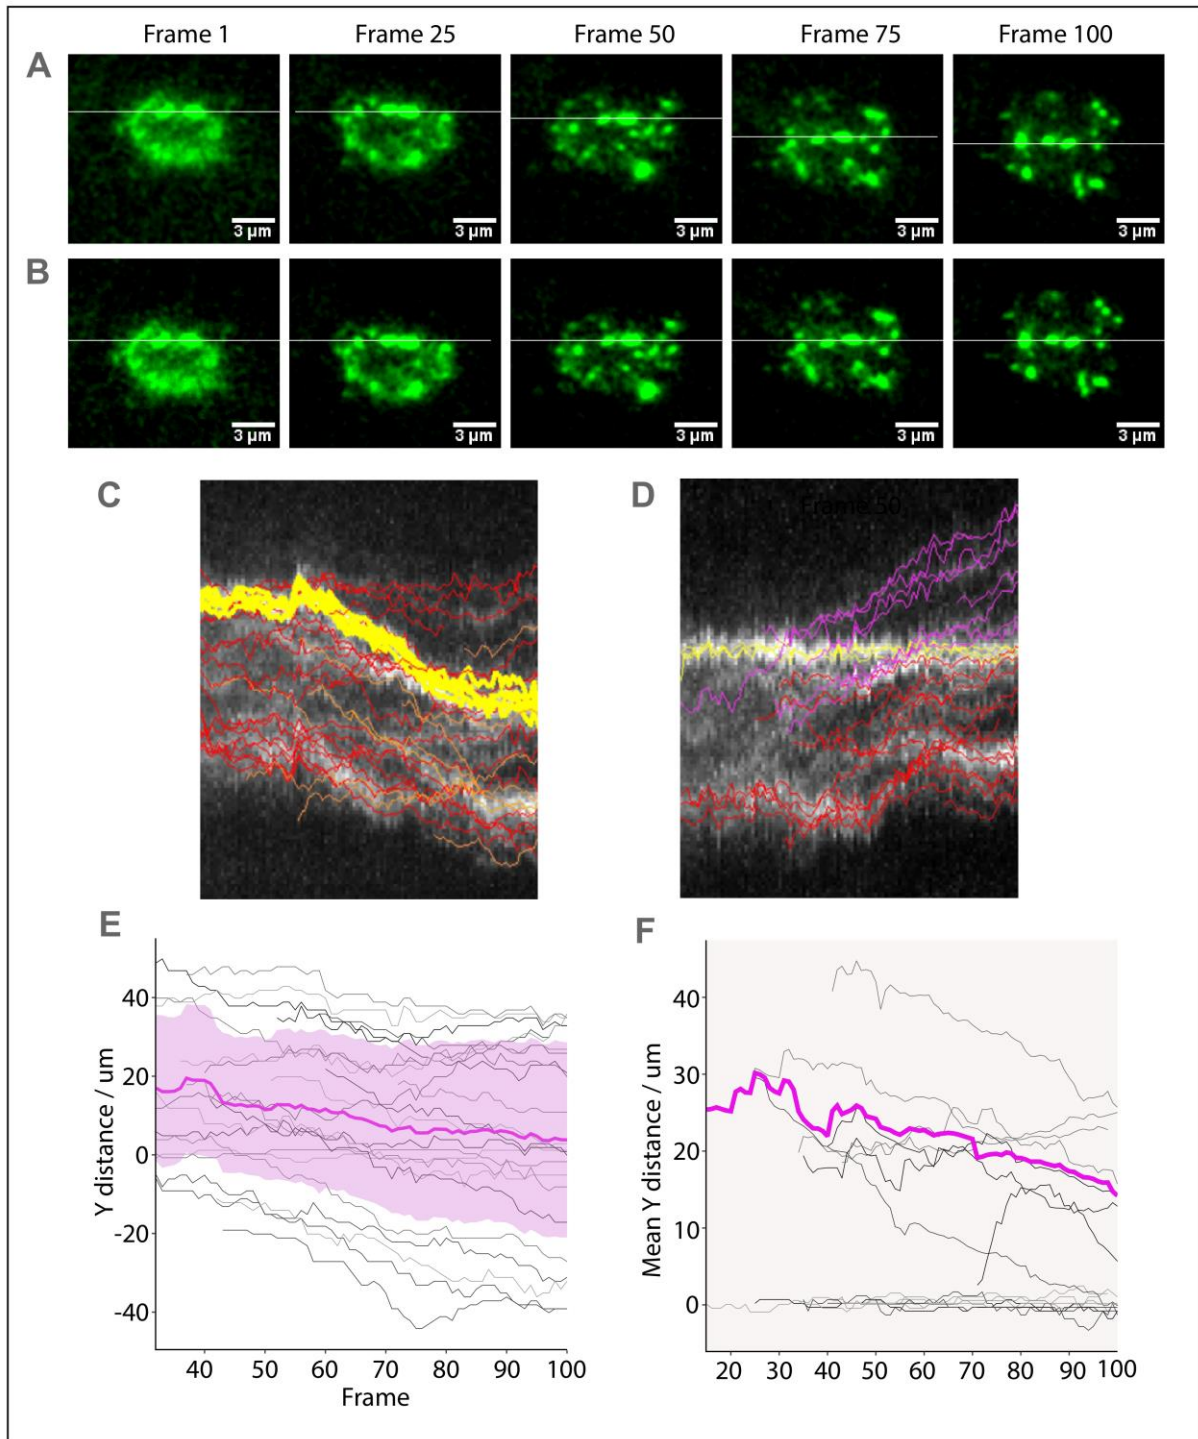 Frame 1 Frame 25 Frame 50 Frame 75 Frame 100
A
3 µm 3 µm 3 µm 3 µm 3 µm
B
3 µm 3 µm 3 µm 3 µm 3 µm
C D
Frame 50
E F
Y distance / um
40
20
0
-20
-40
40 50 60 70 80 90 100
Frame
Mean Y distance / um
40
30
20
10
0
20 30 40 50 60 70 80 90 100